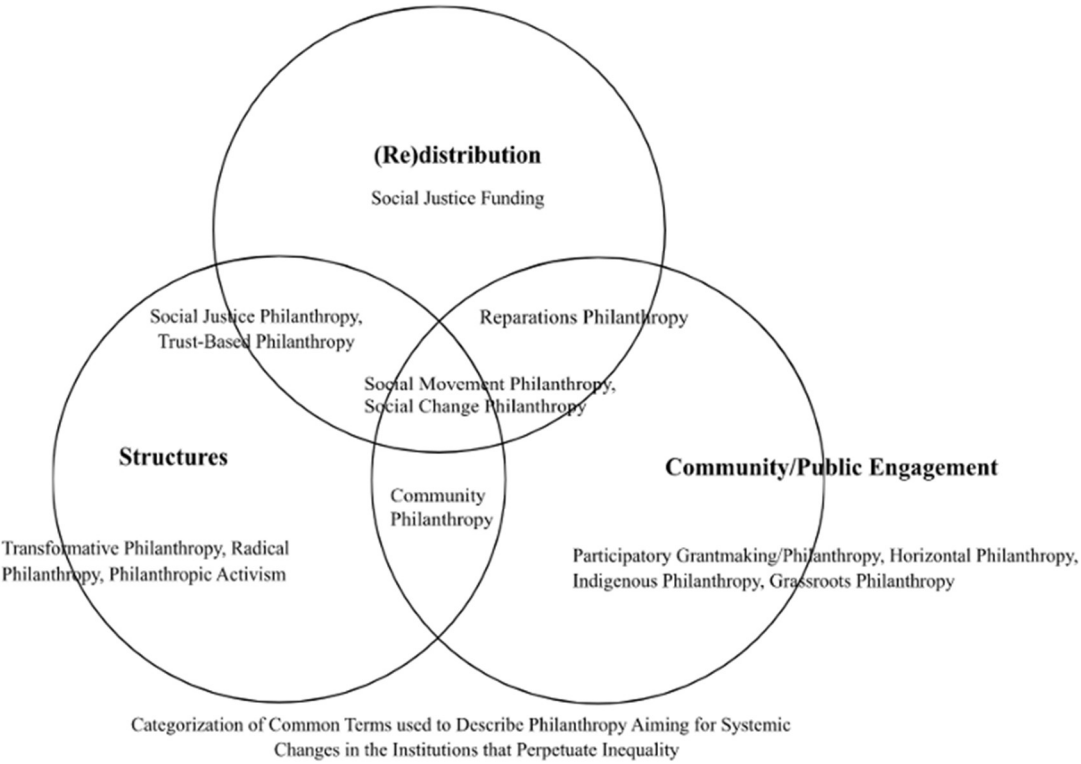 (Re)distribution
Social Justice Funding
Social Justice Philanthropy,
Trust-Based Philanthropy
Reparations Philanthropy
Social Movement Philanthropy,
Social Change Philanthropy
Structures
Community/Public Engagement
Community
Philanthropy
Transformative Philanthropy, Radical
Philanthropy, Philanthropic Activism
Participatory Grantmaking/Philanthropy, Horizontal Philanthropy,
Indigenous Philanthropy, Grassroots Philanthropy
Categorization of Common Terms used to Describe Philanthropy Aiming for Systemic
Changes in the Institutions that Perpetuate Inequality